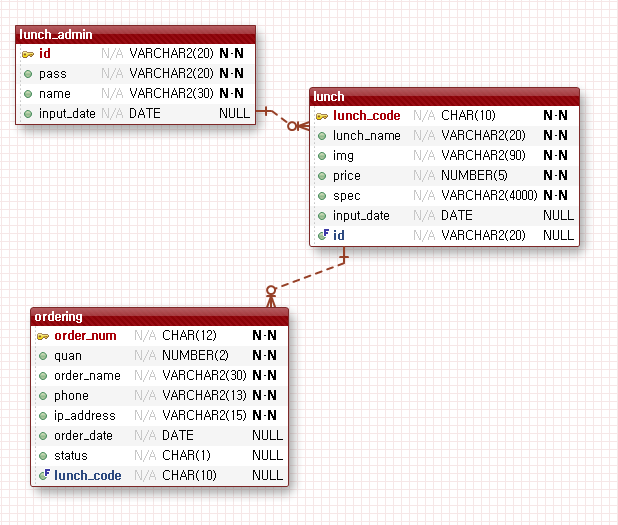 lunch_admin
id N/A VARCHAR2(20) N-N
pass N/A VARCHAR2(20) N-N
name N/A VARCHAR2(30) N-N
input_date N/A DATE NULL
lunch
lunch_code N/A CHAR(10) N-N
lunch_name N/A VARCHAR2(20) N-N
img N/A VARCHAR2(90) N-N
price N/A NUMBER(5) N-N
spec N/A VARCHAR2(4000) N-N
input_date N/A DATE NULL
F id N/A VARCHAR2(20) NULL
ordering
order_num N/A CHAR(12) N-N
quan N/A NUMBER(2) N-N
order_name N/A VARCHAR2(30) N-N
phone N/A VARCHAR2(13) N-N
ip_address N/A VARCHAR2(15) N-N
order_date N/A DATE NULL
status N/A CHAR(1) NULL
F lunch_code N/A CHAR(10) NULL